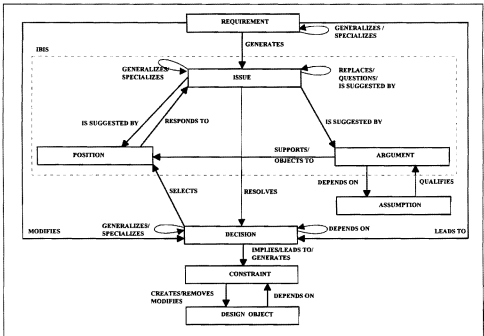 REQUIREMENT
GENERALIZES /
SPECIALIZES
GENERATES
IBIS
GENERALIZES/
SPECIALIZES
ISSUE
REPLACES/
QUESTIONS/
IS SUGGESTED BY
IS SUGGESTED BY
RESPONDS TO
IS SUGGESTED BY
POSITION
SUPPORTS/
OBJECTS TO
ARGUMENT
DEPENDS ON
QUALIFIES
SELECTS
RESOLVES
ASSUMPTION
MODIFIES
GENERALIZES/
SPECIALIZES
DECISION
DEPENDS ON
LEADS TO
IMPLIES/LEADS TO/
GENERATES
CONSTRAINT
CREATES/REMOVES
MODIFIES
DEPENDS ON
DESIGN OBJECT